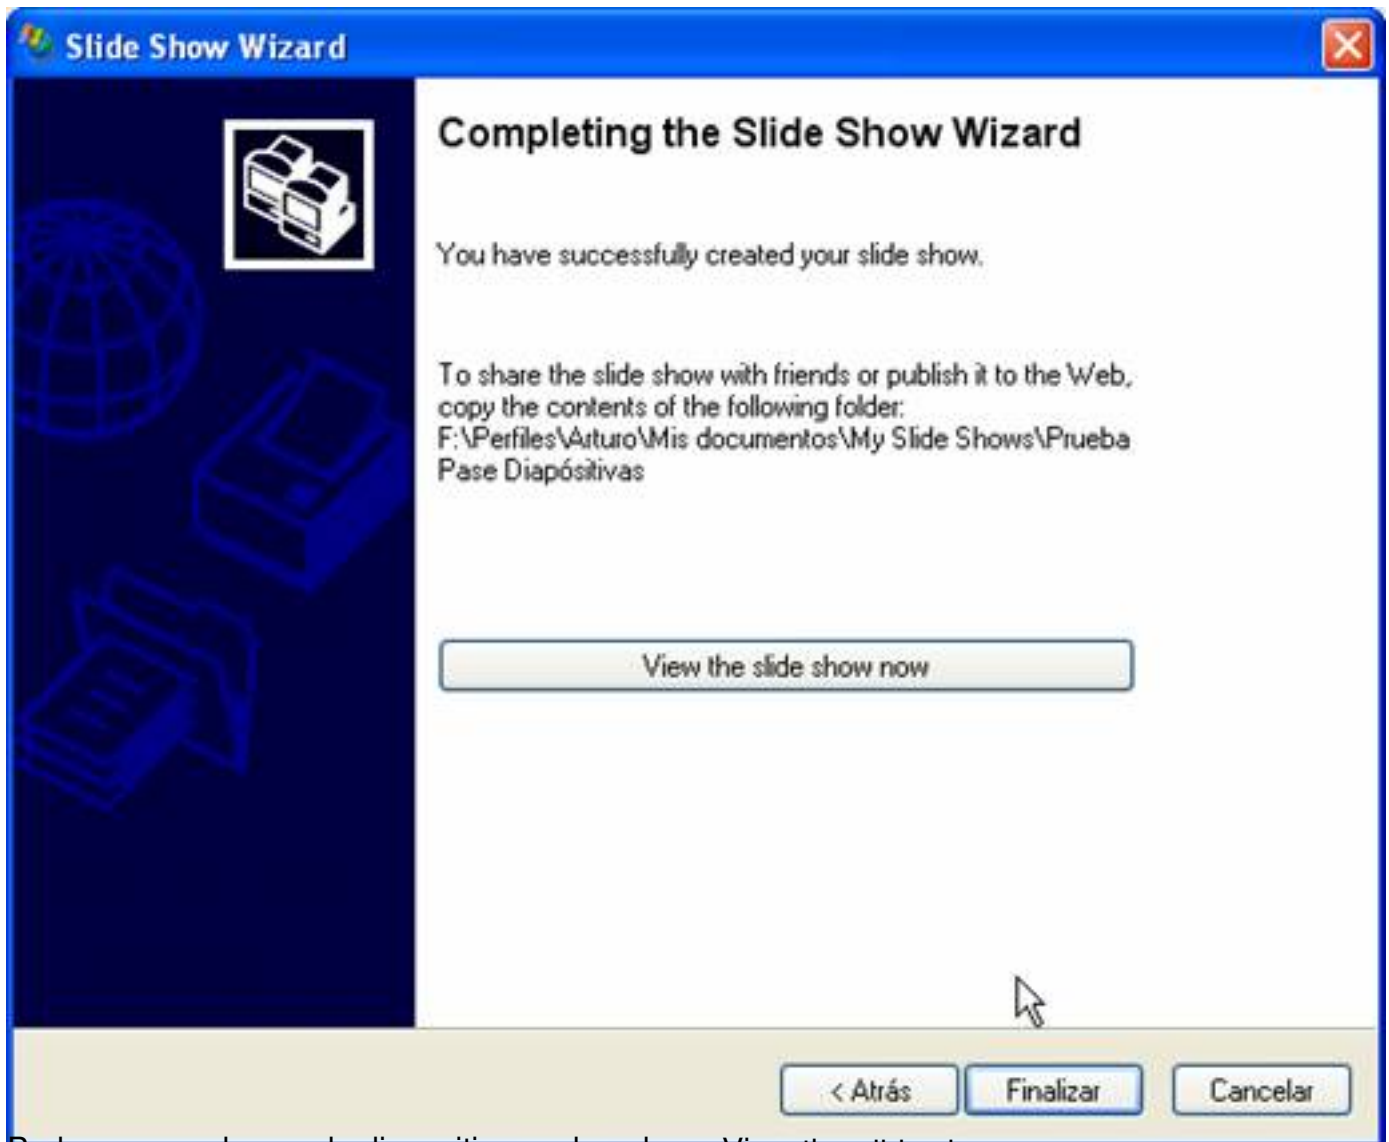 Slide Show Wizard
Completing the Slide Show Wizard
You have successfully created your slide show.
To share the slide show with friends or publish it to the Web,
copy the contents of the following folder:
F:\Perfiles\Arturo\Mis documentos\My Slide Shows\Prueba
Pase Diapósitivas
View the slide show now
< Atrás
Finalizar
Cancelar